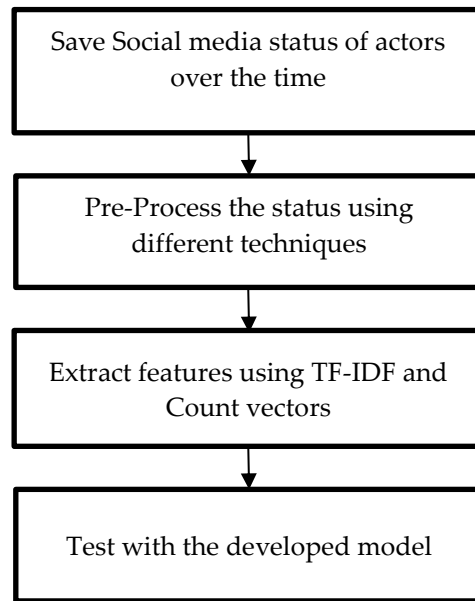 Save Social media status of actors
over the time
Pre-Process the status using
different techniques
Extract features using TF-IDF and
Count vectors
Test with the developed model